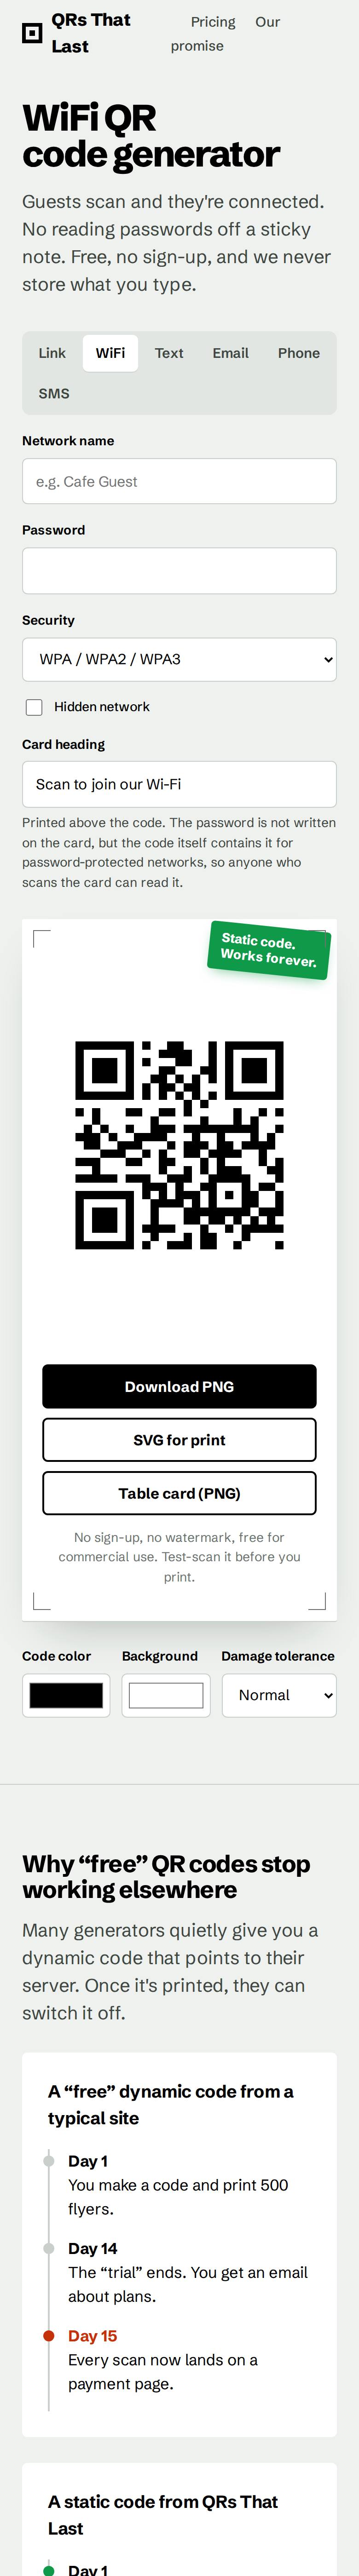 QRs That
Last
Pricing Our
promise
WiFi QR
code generator
Guests scan and they're connected.
No reading passwords off a sticky
note. Free, no sign-up, and we never
store what you type.
Link WiFi Text Email Phone
SMS
Network name
e.g. Cafe Guest
Password
Security
WPA / WPA2 / WPA3
Hidden network
Card heading
Scan to join our Wi-Fi
Printed above the code. The password is not written
on the card, but the code itself contains it for
password-protected networks, so anyone who
scans the card can read it.
Static code.
Works forever.
Download PNG
SVG for print
Table card (PNG)
No sign-up, no watermark, free for
commercial use. Test-scan it before you
print.
Code color Background Damage tolerance
Normal
Why “free” QR codes stop
working elsewhere
Many generators quietly give you a
dynamic code that points to their
server. Once it's printed, they can
switch it off.
A “free” dynamic code from a
typical site
Day 1
You make a code and print 500
flyers.
Day 14
The “trial” ends. You get an email
about plans.
Day 15
Every scan now lands on a
payment page.
A static code from QRs That
Last
Day 1